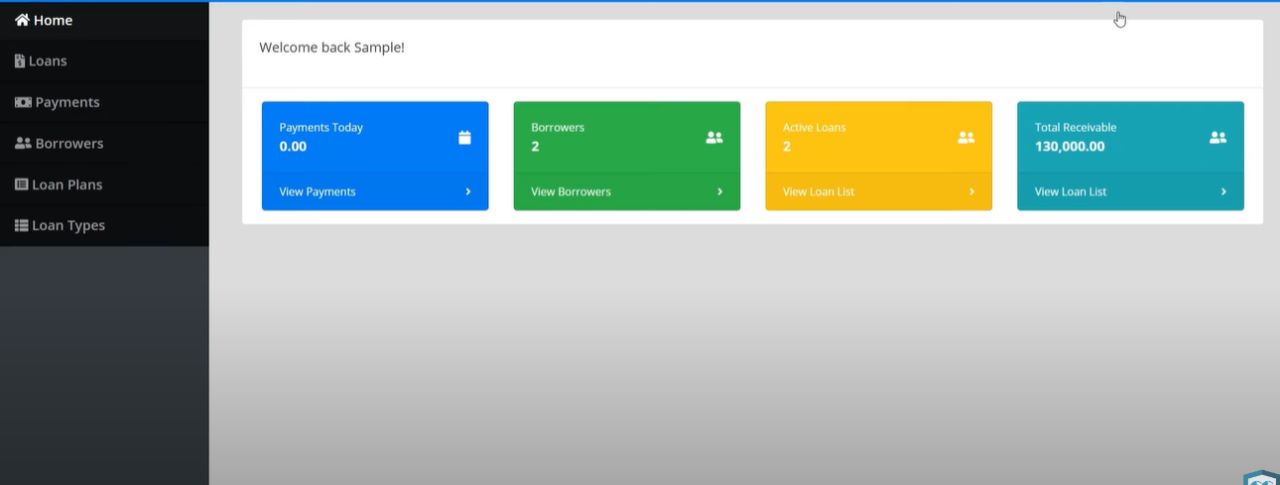 Home
Loans
Payments
Borrowers
Loan Plans
Loan Types
Welcome back Sample!
Payments Today
0.00
View Payments
Borrowers
2
View Borrowers
Active Loans
2
View Loan List
Total Receivable
130,000.00
View Loan List